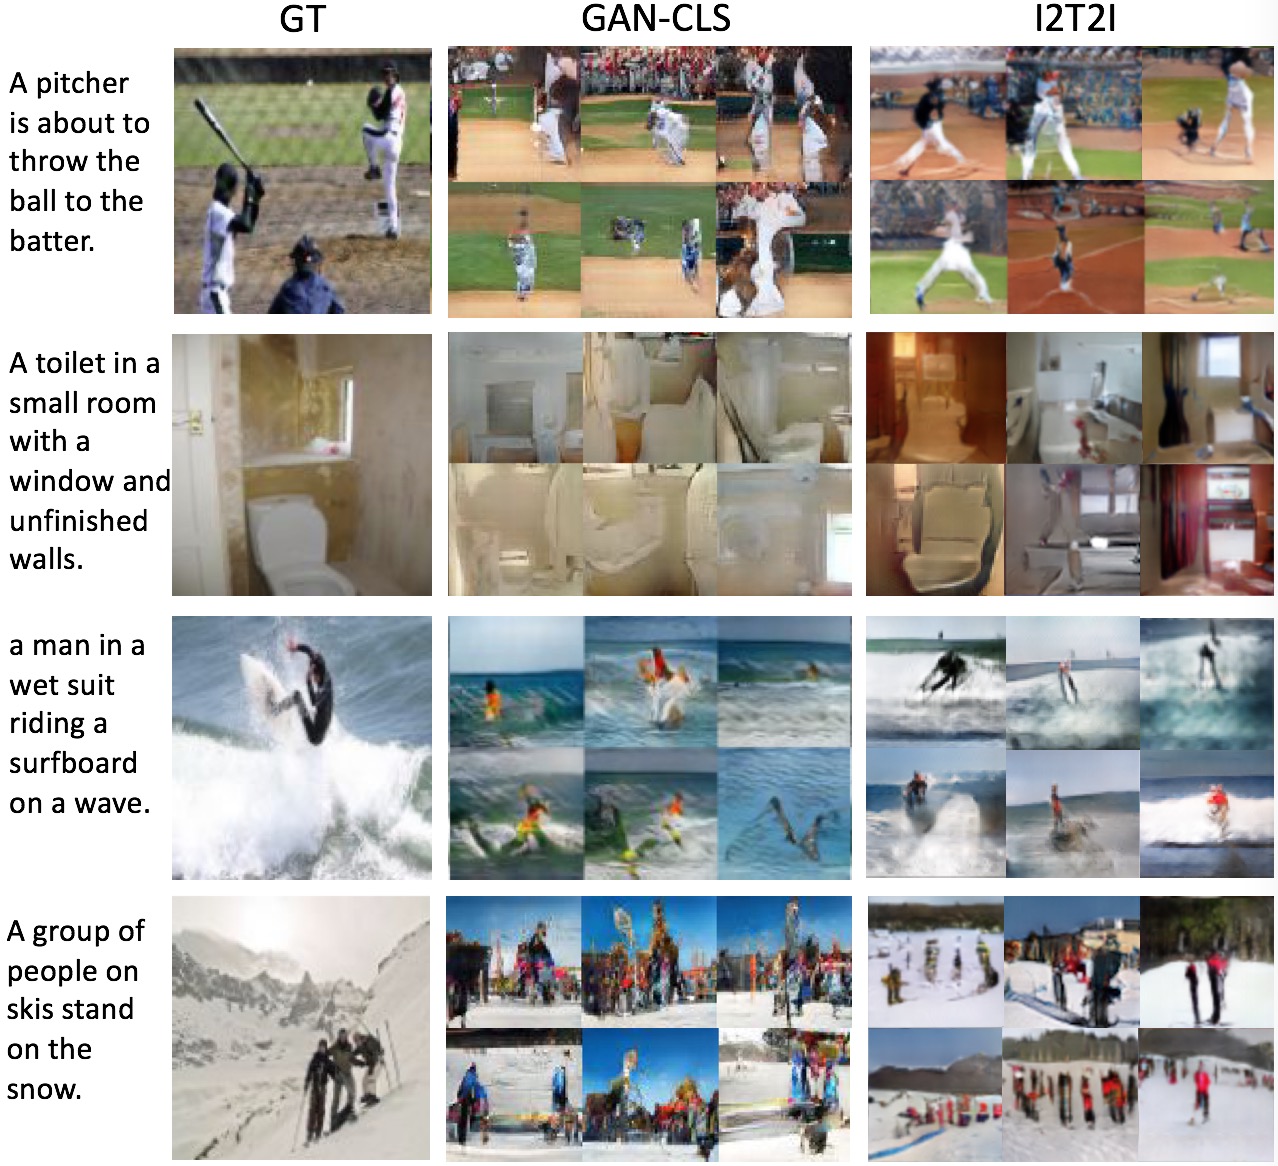 GT
GAN-CLS
I2T2I
A pitcher
is about to
throw the
ball to the
batter.
A toilet in a
small room
with a
window and
unfinished
walls.
a man in a
wet suit
riding a
surfboard
on a wave.
A group of
people on
skis stand
on the
snow.